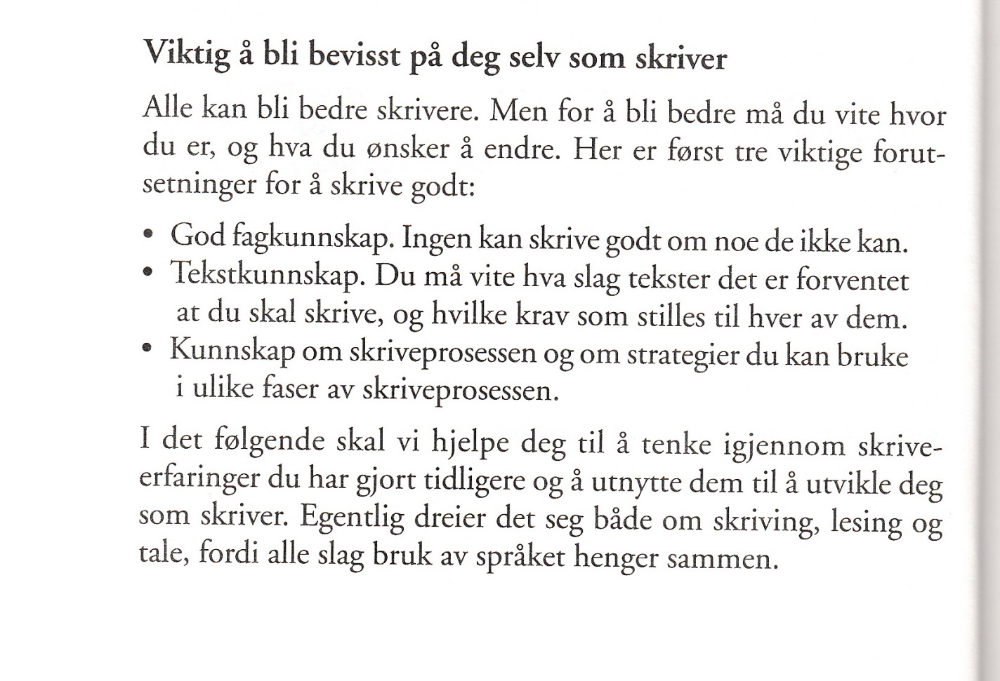 Viktig å bli bevisst på deg selv som skriver
Alle kan bli bedre skrivere. Men for å bli bedre må du vite hvor
du er, og hva du ønsker å endre. Her er først tre viktige forut-
setninger for å skrive godt:
• God fagkunnskap. Ingen kan skrive godt om noe de ikke kan.
• Tekstkunnskap. Du må vite hva slag tekster det er forventet
at du skal skrive, og hvilke krav som stilles til hver av dem.
• Kunnskap om skriveprosessen og om strategier du kan bruke
i ulike faser av skriveprosessen.
I det følgende skal vi hjelpe deg til å tenke igjennom skrive-
erfaringer du har gjort tidligere og å utnytte dem til å utvikle deg
som skriver. Egentlig dreier det seg både om skriving, lesing og
tale, fordi alle slag bruk av språket henger sammen.